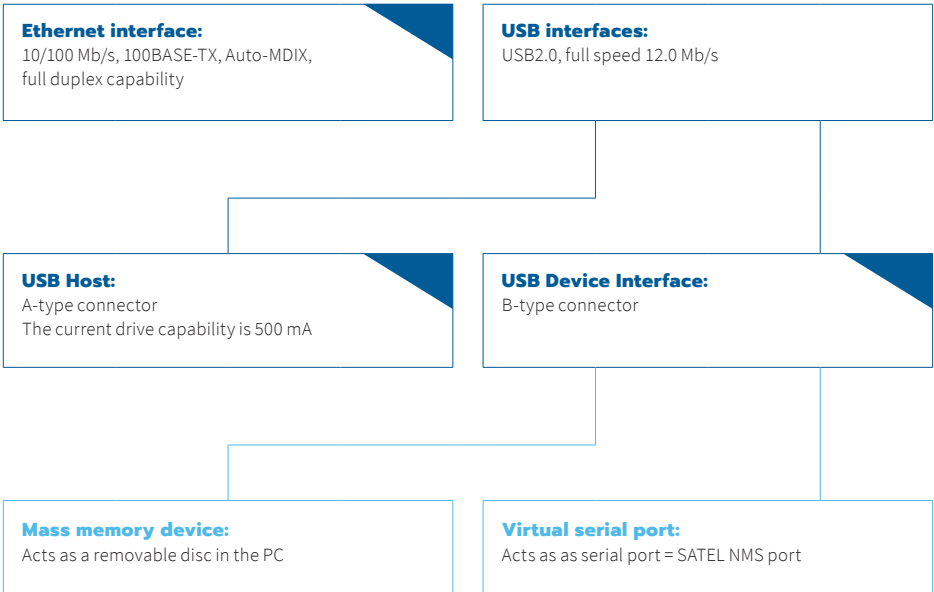 Ethernet interface:
10/100 Mb/s, 100BASE-TX, Auto-MDIX,
full duplex capability
USB interfaces:
USB2.0, full speed 12.0 Mb/s
USB Host:
A-type connector
The current drive capability is 500 mA
USB Device Interface:
B-type connector
Mass memory device:
Acts as a removable disc in the PC
Virtual serial port:
Acts as as serial port = SATEL NMS port